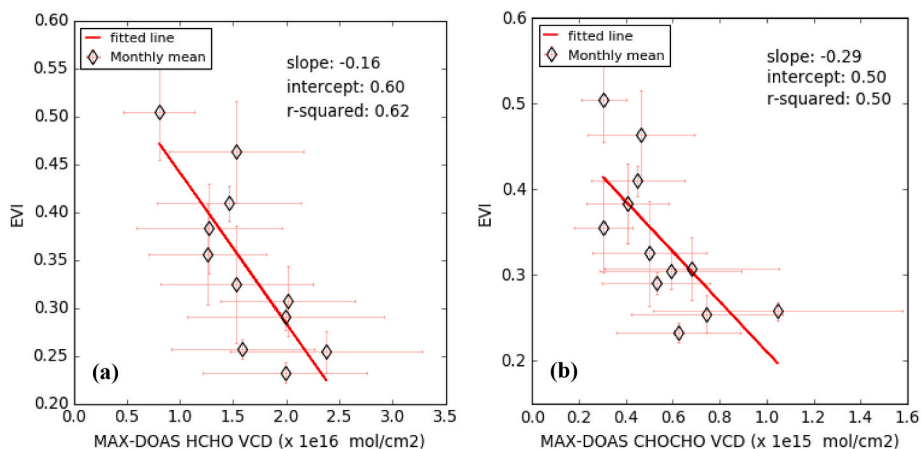 fitted line
Monthly mean
slope: -0.16
intercept: 0.60
r-squared: 0.62
0.60
0.55
0.50
0.45
0.40
0.35
0.30
0.25
0.20
EVI
(a)
0.0 0.5 1.0 1.5 2.0 2.5 3.0 3.5
MAX-DOAS HCHO VCD (x 1e16 mol/cm2)
fitted line
Monthly mean
slope: -0.29
intercept: 0.50
r-squared: 0.50
0.6
0.5
0.4
0.3
0.2
EVI
(b)
0.0 0.2 0.4 0.6 0.8 1.0 1.2 1.4 1.6
MAX-DOAS CHOCHO VCD (x 1e15 mol/cm2)